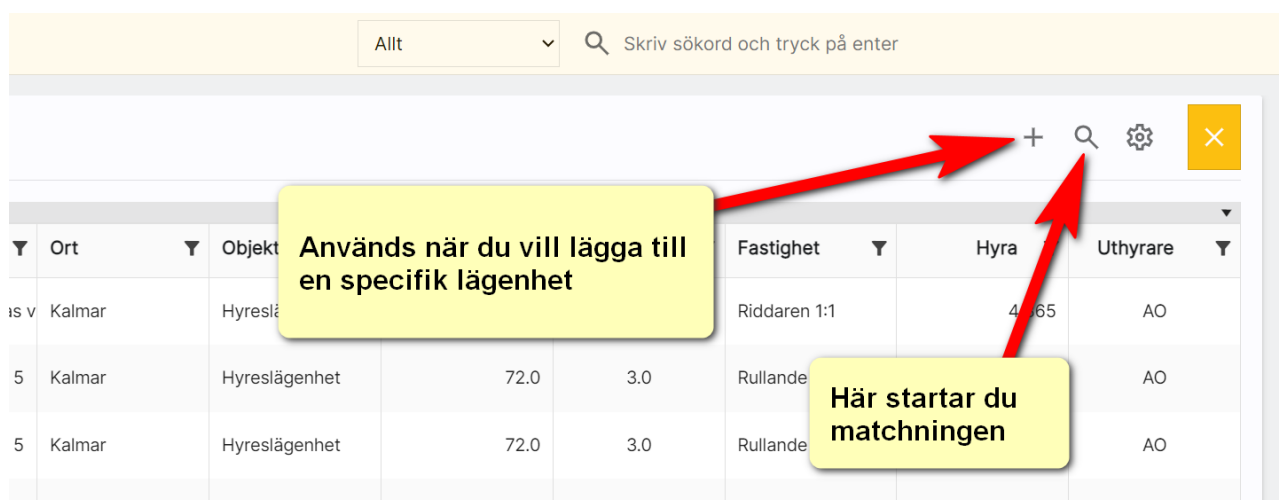 Allt
Skriv sökord och tryck på enter
Ort Objekt Fastighet Hyra Uthyrare
Används när du vill lägga till
en specifik lägenhet
Kalmar Riddaren 1:1 AO
5 Kalmar Hyreslägenhet 72.0 3.0 Rullande AO
Här startar du
matchningen
5 Kalmar Hyreslägenhet 72.0 3.0 Rullande AO